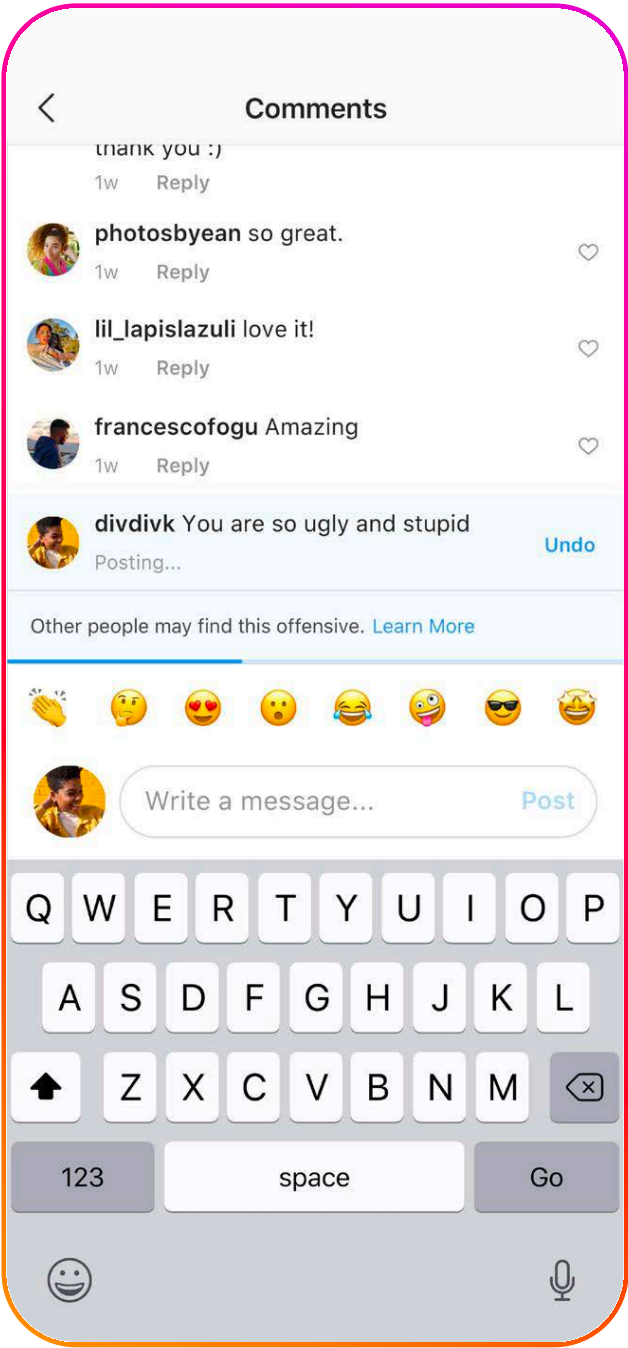 Comments
thank you :)
1w Reply
photosbyean so great.
1w Reply
lil_lapislazuli love it!
1w Reply
francescofogu Amazing
1w Reply
divdivk You are so ugly and stupid
Undo
Posting...
Other people may find this offensive. Learn More
Write a message... Post
Q W E R T Y U I O P
A S D F G H J K L
Z X C V B N M
123 space Go